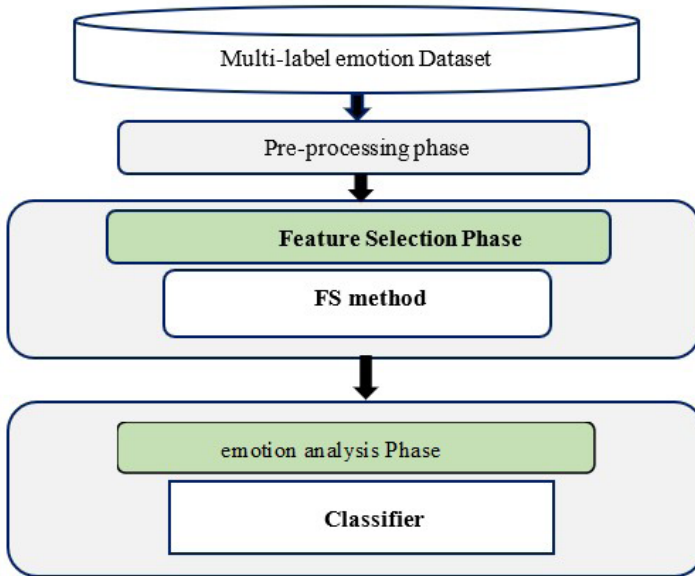 Multi-label emotion Dataset
Pre-processing phase
Feature Selection Phase
FS method
emotion analysis Phase
Classifier